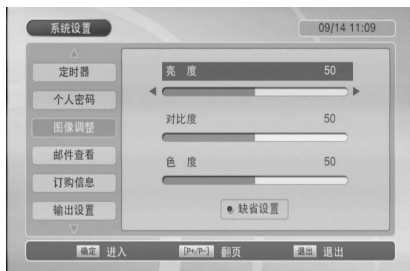 系统设置
09/14 11:09
定时器
个人密码
图像调整
邮件查看
订购信息
输出设置
亮 度 50
对比度 50
色 度 50
缺省设置
确定 进入 [P+/P-] 翻页 退出 退出